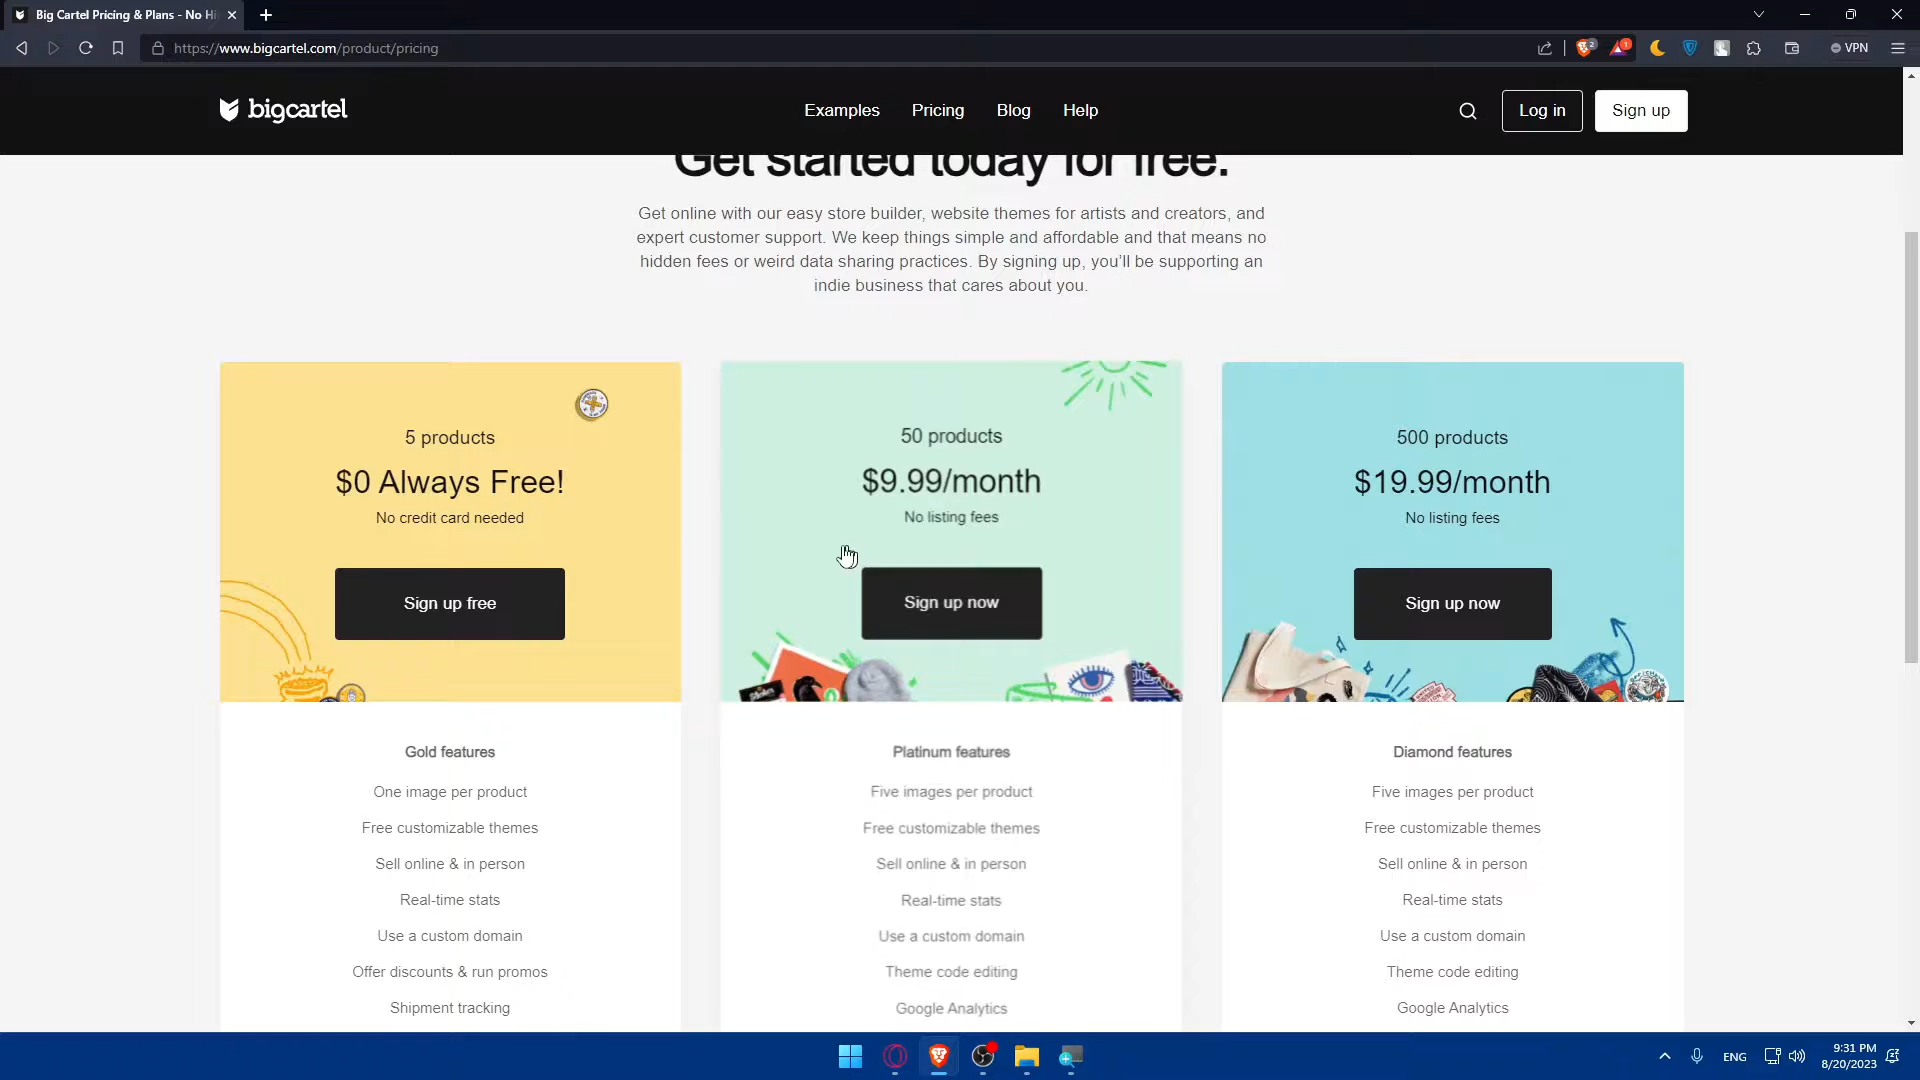 Big Cartel Pricing & Plans - No Hi
https://www.bigcartel.com/product/pricing
2
1
VPN
bigcartel
Examples
Pricing
Blog
Help
Log in
Sign up
Get started today for free.
Get online with our easy store builder, website themes for artists and creators, and
expert customer support. We keep things simple and affordable and that means no
hidden fees or weird data sharing practices. By signing up, you'll be supporting an
indie business that cares about you.
5 products
$0 Always Free!
No credit card needed
Sign up free
Gold features
One image per product
Free customizable themes
Sell online & in person
Real-time stats
Use a custom domain
Offer discounts & run promos
Shipment tracking
50 products
$9.99/month
No listing fees
Sign up now
Platinum features
Five images per product
Free customizable themes
Sell online & in person
Real-time stats
Use a custom domain
Theme code editing
Google Analytics
500 products
$19.99/month
No listing fees
Sign up now
Diamond features
Five images per product
Free customizable themes
Sell online & in person
Real-time stats
Use a custom domain
Theme code editing
Google Analytics
ENG
9:31 PM
8/20/2023